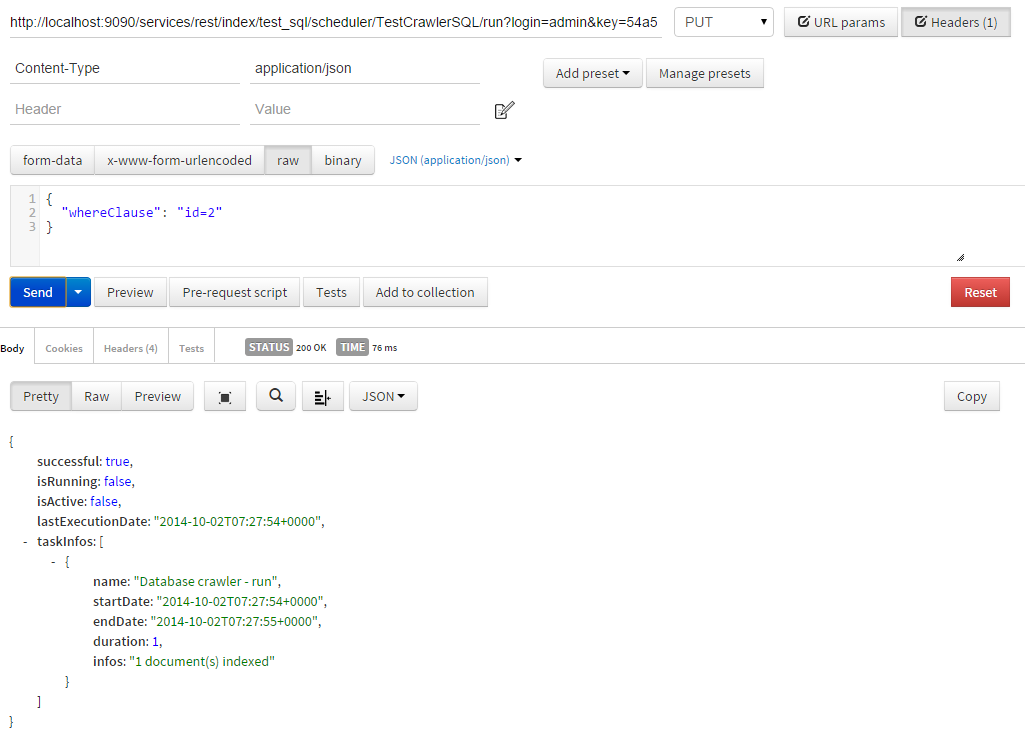 http://localhost:9090/services/rest/index/test_sql/scheduler/TestCrawlerSQL/run?login=admin&key=54a5 PUT URL params Headers (1)
Content-Type application/json Add preset Manage presets
Header Value
form-data x-www-form-urlencoded raw binary JSON (application/json)
1 {
2 "whereClause": "id=2"
3 }
Send Preview Pre-request script Tests Add to collection Reset
Body Cookies Headers (4) Tests STATUS 200 OK TIME 76 ms
Pretty Raw Preview JSON Copy
{
successful: true,
isRunning: false,
isActive: false,
lastExecutionDate: "2014-10-02T07:27:54+0000",
- taskInfos: [
- {
name: "Database crawler - run",
startDate: "2014-10-02T07:27:54+0000",
endDate: "2014-10-02T07:27:55+0000",
duration: 1,
infos: "1 document(s) indexed"
}
]
}